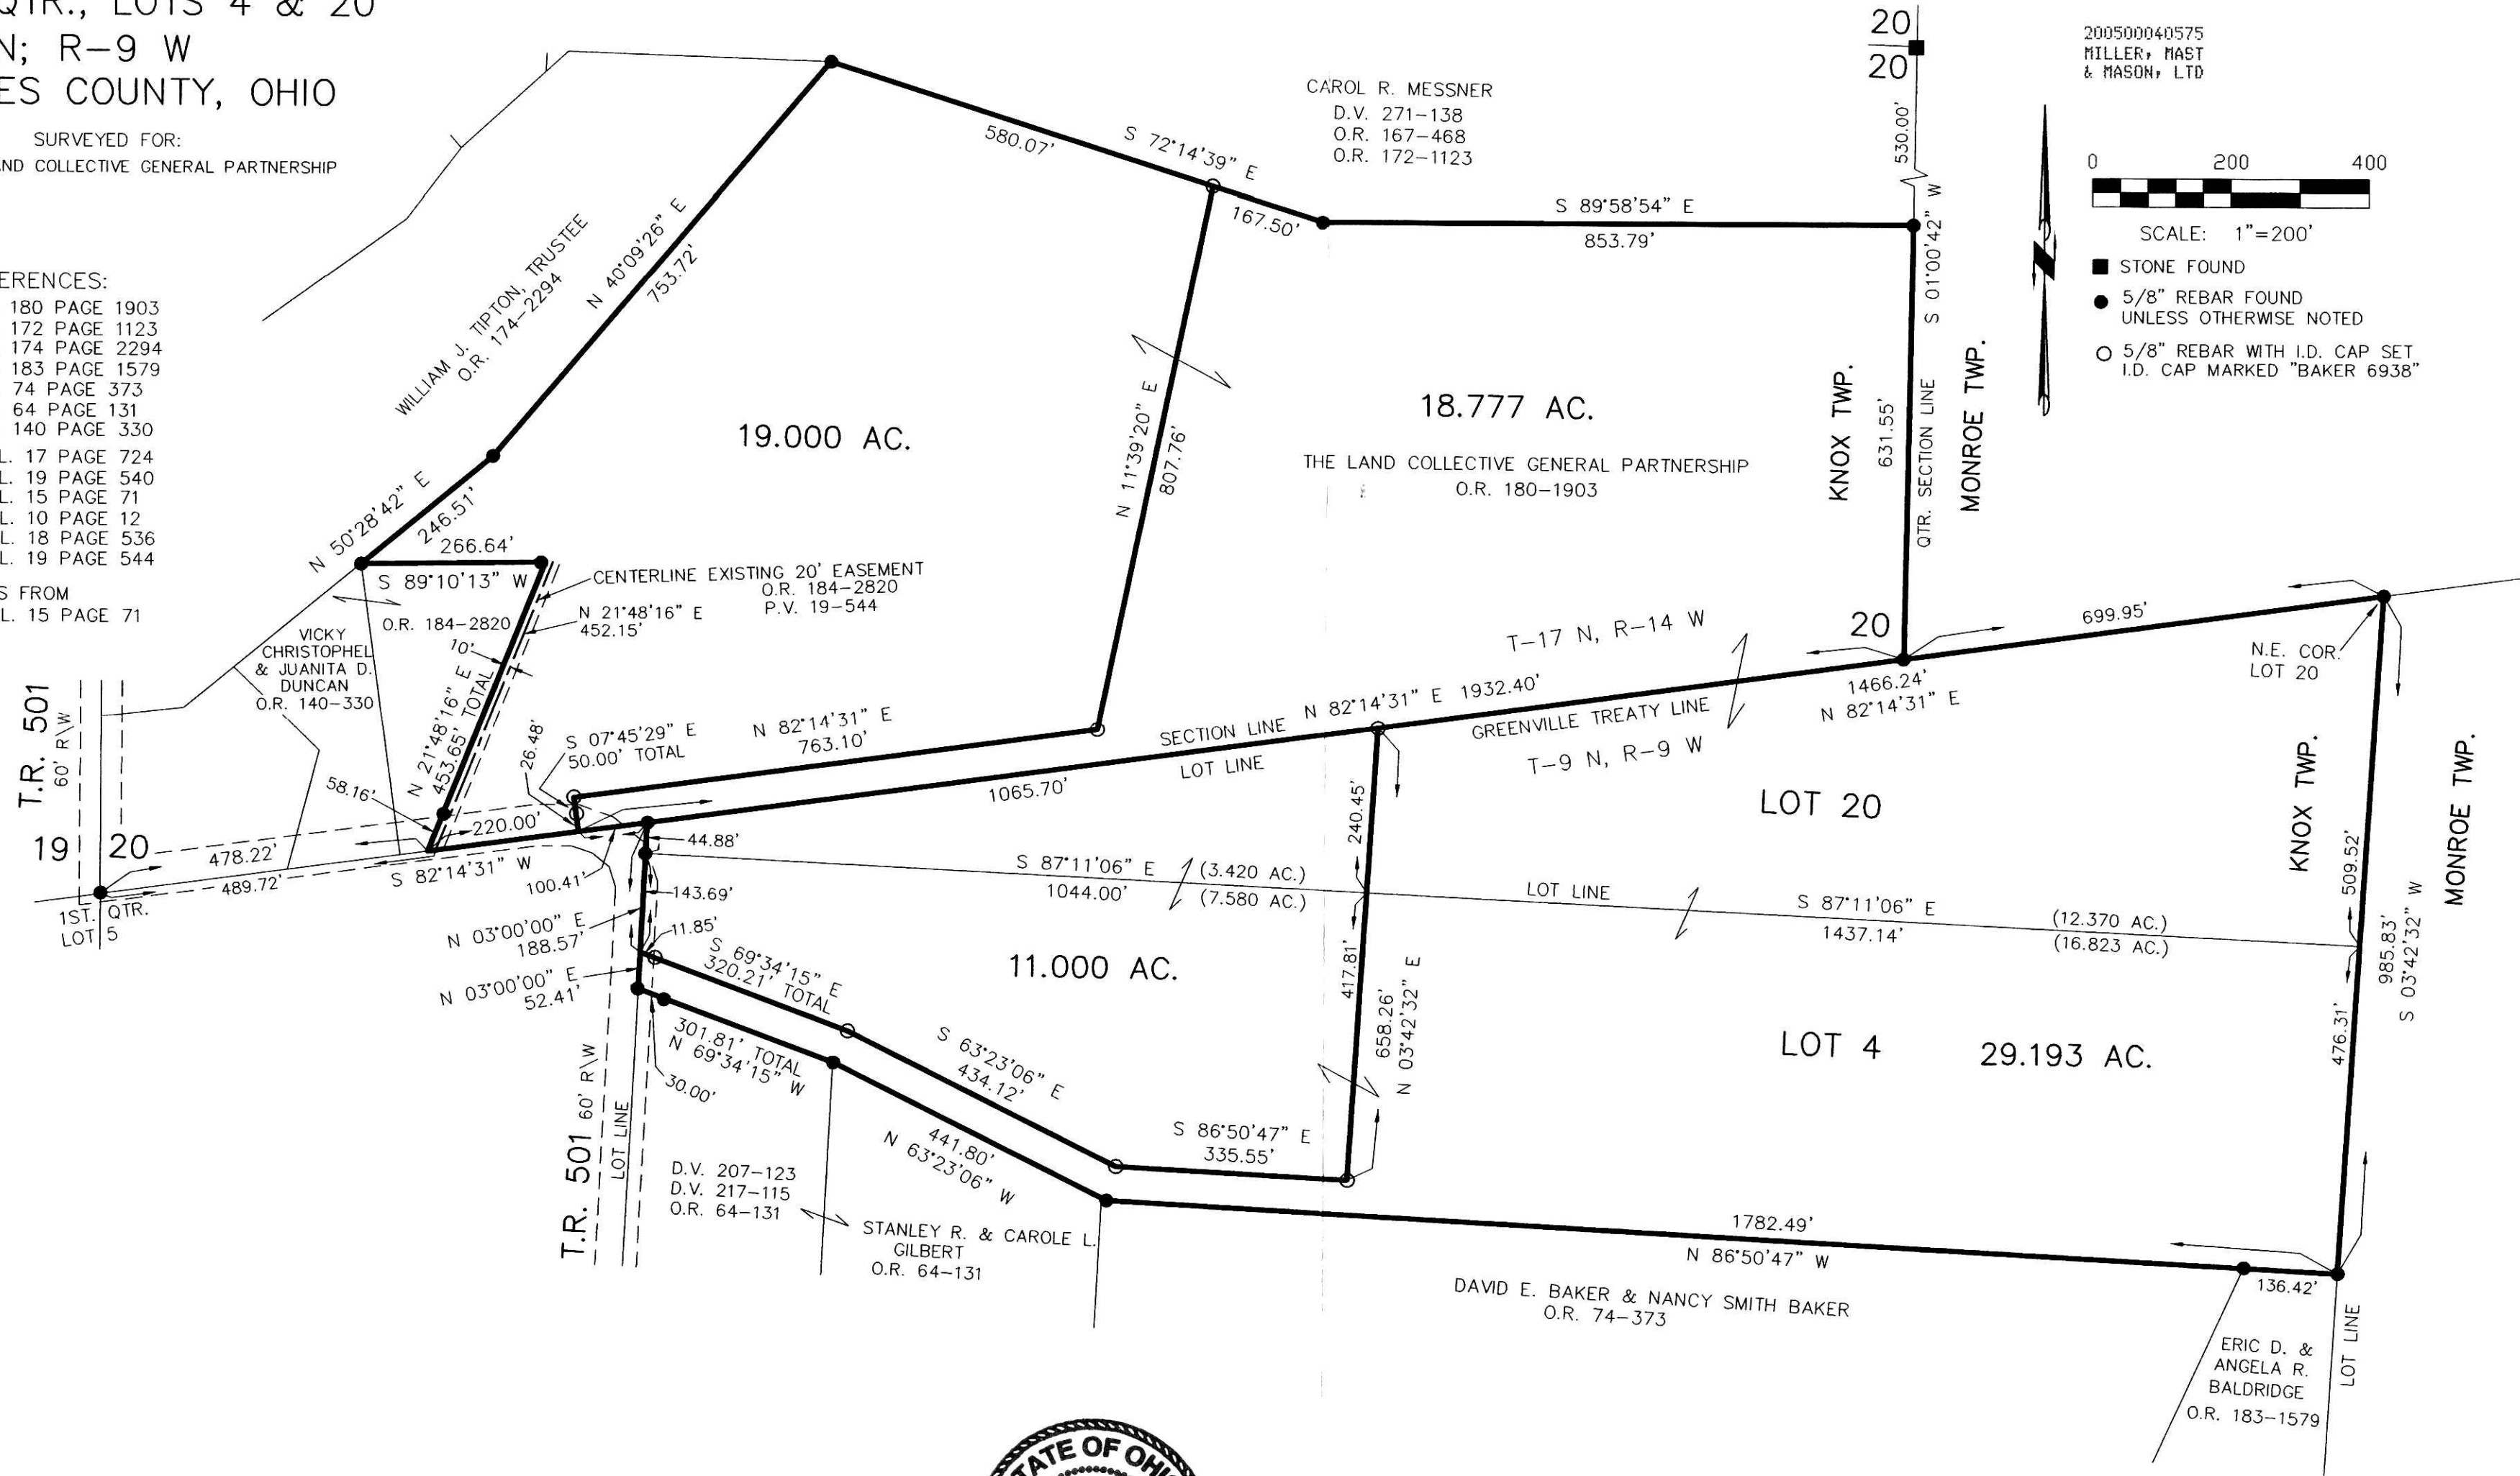 QTR., LOTS 4 & 20
N; R-9 W
ES COUNTY, OHIO
SURVEYED FOR:
AND COLLECTIVE GENERAL PARTNERSHIP
ERENCES:
180 PAGE 1903
172 PAGE 1123
174 PAGE 2294
183 PAGE 1579
74 PAGE 373
64 PAGE 131
140 PAGE 330
L. 17 PAGE 724
L. 19 PAGE 540
L. 15 PAGE 71
L. 10 PAGE 12
L. 18 PAGE 536
L. 19 PAGE 544
S FROM
L. 15 PAGE 71
200500040575
MILLER, MAST
& MASON, LTD
0 200 400
SCALE: 1"=200'
STONE FOUND
5/8" REBAR FOUND
UNLESS OTHERWISE NOTED
5/8" REBAR WITH I.D. CAP SET
I.D. CAP MARKED "BAKER 6938"
20
20
530.00'
CAROL R. MESSNER
D.V. 271-138
O.R. 167-468
O.R. 172-1123
580.07'
S 72°14'39" E
167.50'
S 89°58'54" E
853.79'
S 01°00'42" W
631.55'
QTR. SECTION LINE
KNOX TWP.
MONROE TWP.
WILLIAM J. TIPTON, TRUSTEE
O.R. 174-2294
N 40°09'26" E
753.72'
N 50°28'42" E
246.51'
266.64'
S 89°10'13" W
19.000 AC.
N 11°39'20" E
807.76'
18.777 AC.
THE LAND COLLECTIVE GENERAL PARTNERSHIP
O.R. 180-1903
CENTERLINE EXISTING 20' EASEMENT
O.R. 184-2820
P.V. 19-544
N 21°48'16" E
452.15'
O.R. 184-2820
10'
VICKY
CHRISTOPHEL
& JUANITA D.
DUNCAN
O.R. 140-330
N 21°48'16" E
453.65' TOTAL
58.16'
26.48'
S 07°45'29" E
50.00' TOTAL
N 82°14'31" E
763.10'
T.R. 501
60' R\W
19
20
478.22'
489.72'
1ST. QTR.
LOT 5
220.00'
S 82°14'31" W
100.41'
SECTION LINE
LOT LINE
N 82°14'31" E 1932.40'
1065.70'
GREENVILLE TREATY LINE
T-17 N, R-14 W
T-9 N, R-9 W
20
699.95'
1466.24'
N 82°14'31" E
N.E. COR.
LOT 20
LOT 20
44.88'
143.69'
11.85'
N 03°00'00" E
188.57'
N 03°00'00" E
52.41'
S 87°11'06" E
1044.00'
(3.420 AC.)
(7.580 AC.)
LOT LINE
S 87°11'06" E
1437.14'
(12.370 AC.)
(16.823 AC.)
240.45'
417.81'
658.26'
N 03°42'32" E
KNOX TWP.
MONROE TWP.
509.52'
476.31'
985.83'
S 03°42'32" W
S 69°34'15" E
320.21' TOTAL
301.81' TOTAL
N 69°34'15" W
30.00'
11.000 AC.
S 63°23'06" E
434.12'
441.80'
N 63°23'06" W
S 86°50'47" E
335.55'
LOT 4
29.193 AC.
T.R. 501 60' R\W
LOT LINE
D.V. 207-123
D.V. 217-115
O.R. 64-131
STANLEY R. & CAROLE L.
GILBERT
O.R. 64-131
1782.49'
N 86°50'47" W
136.42'
DAVID E. BAKER & NANCY SMITH BAKER
O.R. 74-373
ERIC D. &
ANGELA R.
BALDRIDGE
O.R. 183-1579
LOT LINE
STATE OF OHIO